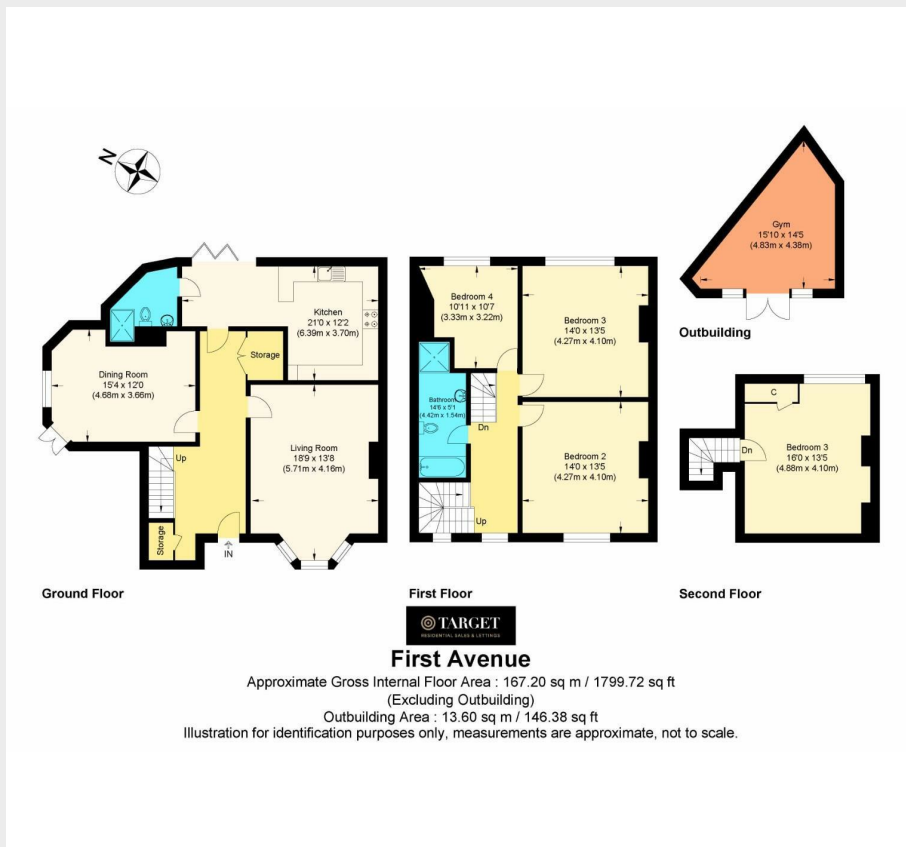 N
Gym
15'10 x 14'5
(4.83m x 4.38m)
Outbuilding
Kitchen
21'0 x 12'2
(6.39m x 3.70m)
Storage
Dining Room
15'4 x 12'0
(4.68m x 3.66m)
Living Room
18'9 x 13'8
(5.71m x 4.16m)
Up
Storage
IN
Ground Floor
Bedroom 4
10'11 x 10'7
(3.33m x 3.22m)
Bedroom 3
14'0 x 13'5
(4.27m x 4.10m)
Bathroom
14'6 x 5'1
(4.42m x 1.54m)
Dn
Bedroom 2
14'0 x 13'5
(4.27m x 4.10m)
Up
First Floor
C
Bedroom 3
16'0 x 13'5
(4.88m x 4.10m)
Dn
Second Floor
TARGET
RESIDENTIAL SALES & LETTINGS
First Avenue
Approximate Gross Internal Floor Area : 167.20 sq m / 1799.72 sq ft
(Excluding Outbuilding)
Outbuilding Area : 13.60 sq m / 146.38 sq ft
Illustration for identification purposes only, measurements are approximate, not to scale.